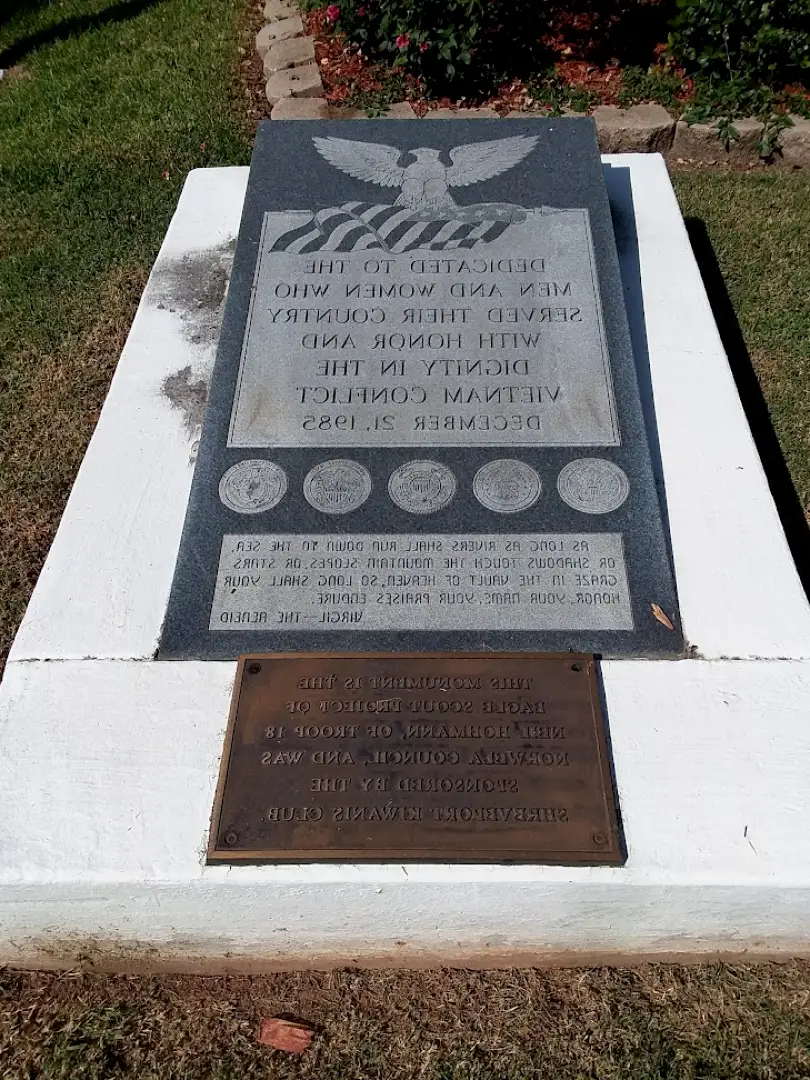 DEDICATED TO THE
MEN AND WOMEN WHO
SERVED THEIR COUNTRY
WITH HONOR AND
DIGNITY IN THE
VIETNAM CONFLICT
DECEMBER 21, 1985
AS LONG AS RIVERS SHALL RUN DOWN TO THE SEA,
OR SHADOWS TOUCH THE MOUNTAIN SLOPES, OR STARS
GRAZE IN THE VAULT OF HEAVEN, SO LONG SHALL YOUR
HONOR, YOUR NAME, YOUR PRAISES ENDURE.
VIRGIL--THE AENEID
THIS MONUMENT IS THE
EAGLE SCOUT PROJECT OF
NEIL HOHMANN, OF TROOP 18
NORWELA COUNCIL, AND WAS
SPONSORED BY THE
SHREVEPORT KIWANIS CLUB.